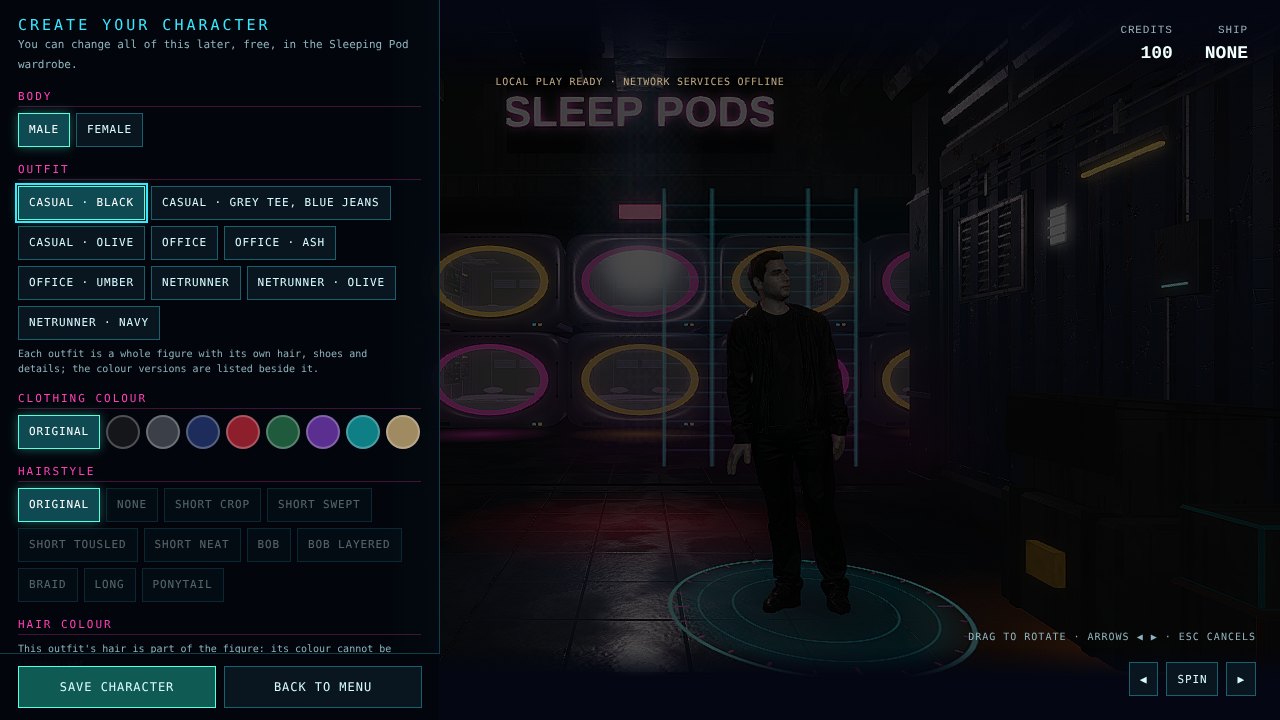 CREATE YOUR CHARACTER
You can change all of this later, free, in the Sleeping Pod
wardrobe.
BODY
MALE FEMALE
OUTFIT
CASUAL · BLACK CASUAL · GREY TEE, BLUE JEANS
CASUAL · OLIVE OFFICE OFFICE · ASH
OFFICE · UMBER NETRUNNER NETRUNNER · OLIVE
NETRUNNER · NAVY
Each outfit is a whole figure with its own hair, shoes and
details; the colour versions are listed beside it.
CLOTHING COLOUR
ORIGINAL
HAIRSTYLE
ORIGINAL NONE SHORT CROP SHORT SWEPT
SHORT TOUSLED SHORT NEAT BOB BOB LAYERED
BRAID LONG PONYTAIL
HAIR COLOUR
This outfit's hair is part of the figure: its colour cannot be
SAVE CHARACTER BACK TO MENU
CREDITS SHIP
100 NONE
LOCAL PLAY READY · NETWORK SERVICES OFFLINE
SLEEP PODS
DRAG TO ROTATE · ARROWS ◀ ▶ · ESC CANCELS
◀ SPIN ▶